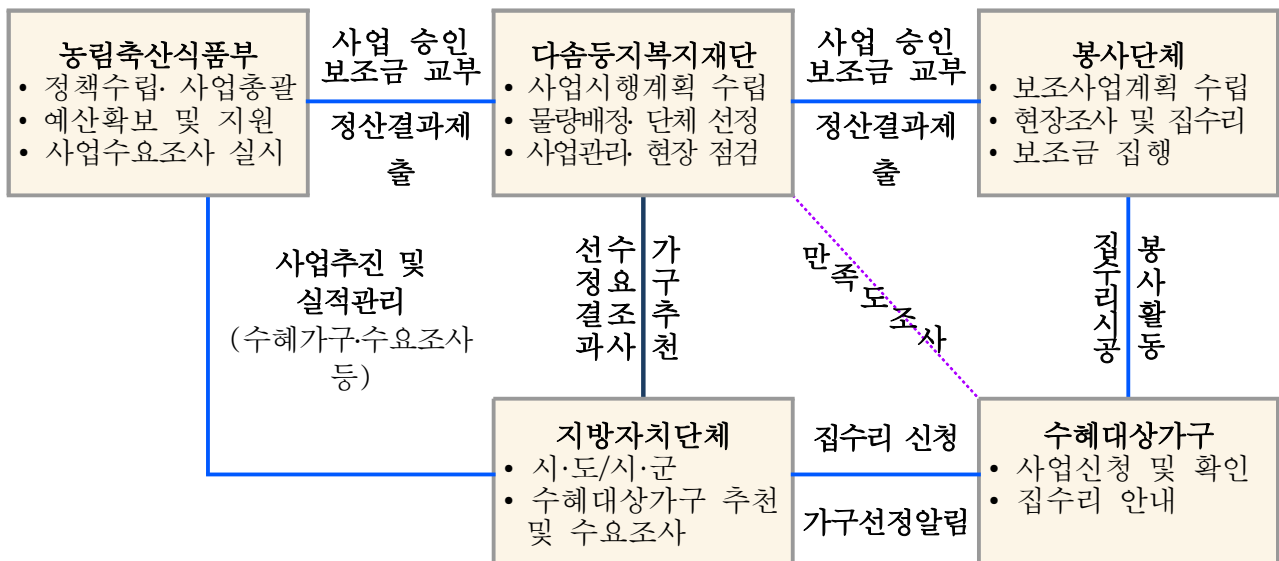 농림축산식품부
• 정책수립· 사업총괄
• 예산확보 및 지원
• 사업수요조사 실시
사업 승인
보조금 교부
정산결과제
출
다솜둥지복지재단
• 사업시행계획 수립
• 물량배정· 단체 선정
• 사업관리· 현장 점검
사업 승인
보조금 교부
정산결과제
출
봉사단체
• 보조사업계획 수립
• 현장조사 및 집수리
• 보조금 집행
사업추진 및
실적관리
(수혜가구·수요조사
등)
선정결과
수요조사
가구추천
만족도조사
집수리시공
봉사활동
지방자치단체
• 시·도/시·군
• 수혜대상가구 추천
및 수요조사
집수리 신청
가구선정알림
수혜대상가구
• 사업신청 및 확인
• 집수리 안내